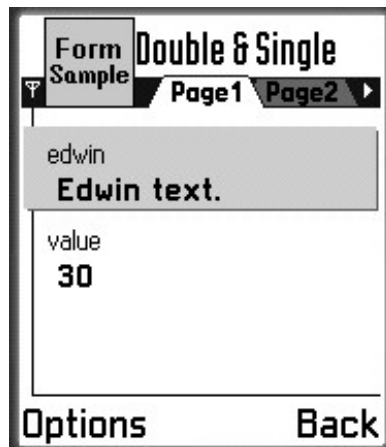 Form Sample
Double & Single
Page1 Page2
edwin
Edwin text.
value
30
Options Back